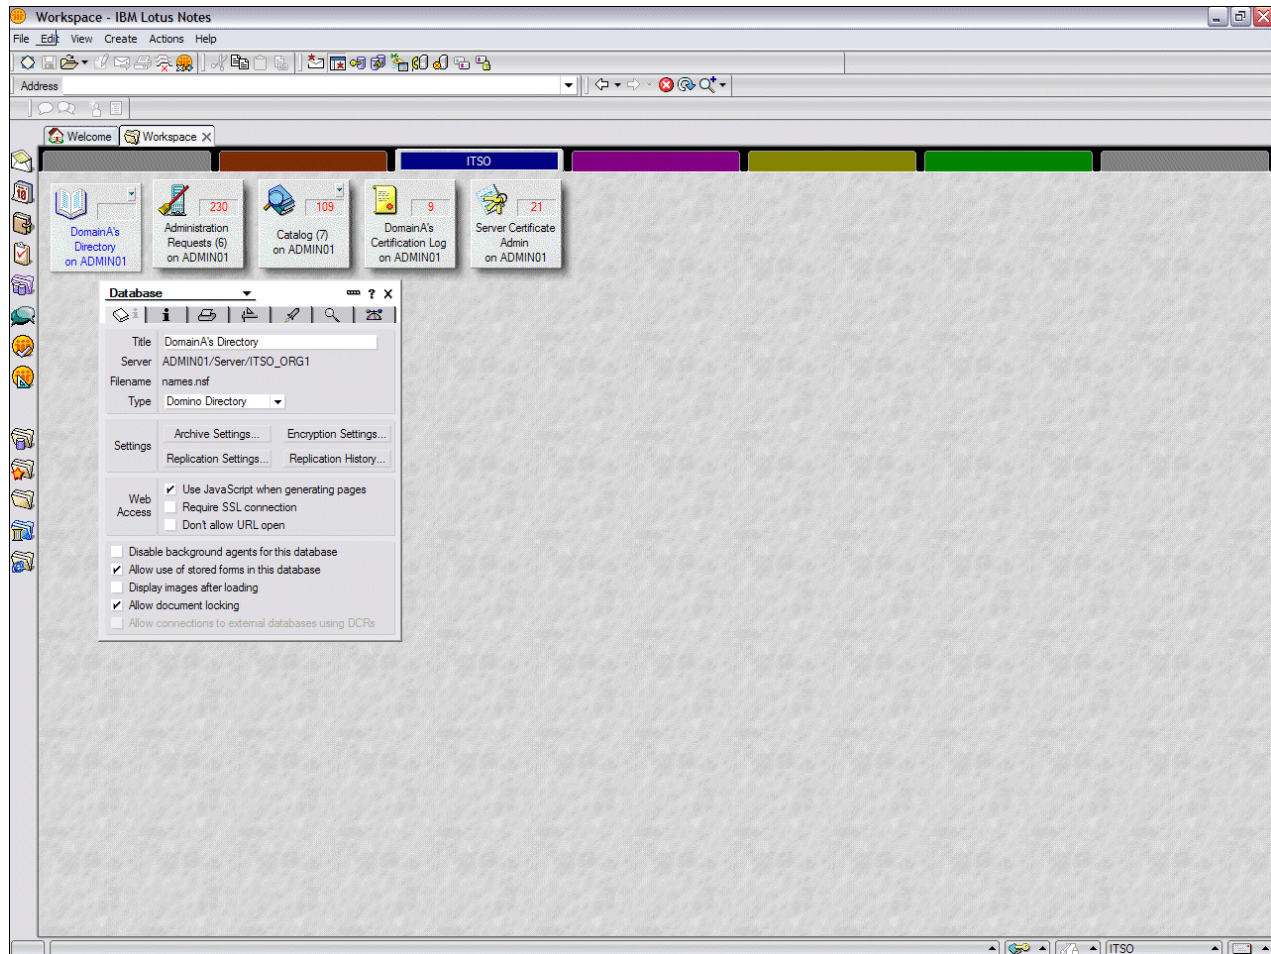 Workspace - IBM Lotus Notes
File Edit View Create Actions Help
Address
Welcome Workspace
ITSO
DomainA's
Directory
on ADMIN01
230
Administration
Requests (6)
on ADMIN01
109
Catalog (7)
on ADMIN01
9
DomainA's
Certification Log
on ADMIN01
21
Server Certificate
Admin
on ADMIN01
Database
Title DomainA's Directory
Server ADMIN01/Server/ITSO_ORG1
Filename names.nsf
Type Domino Directory
Settings
Archive Settings... Encryption Settings...
Replication Settings... Replication History...
Web
Access
Use JavaScript when generating pages
Require SSL connection
Don't allow URL open
Disable background agents for this database
Allow use of stored forms in this database
Display images after loading
Allow document locking
Allow connections to external databases using DCRs
ITSO